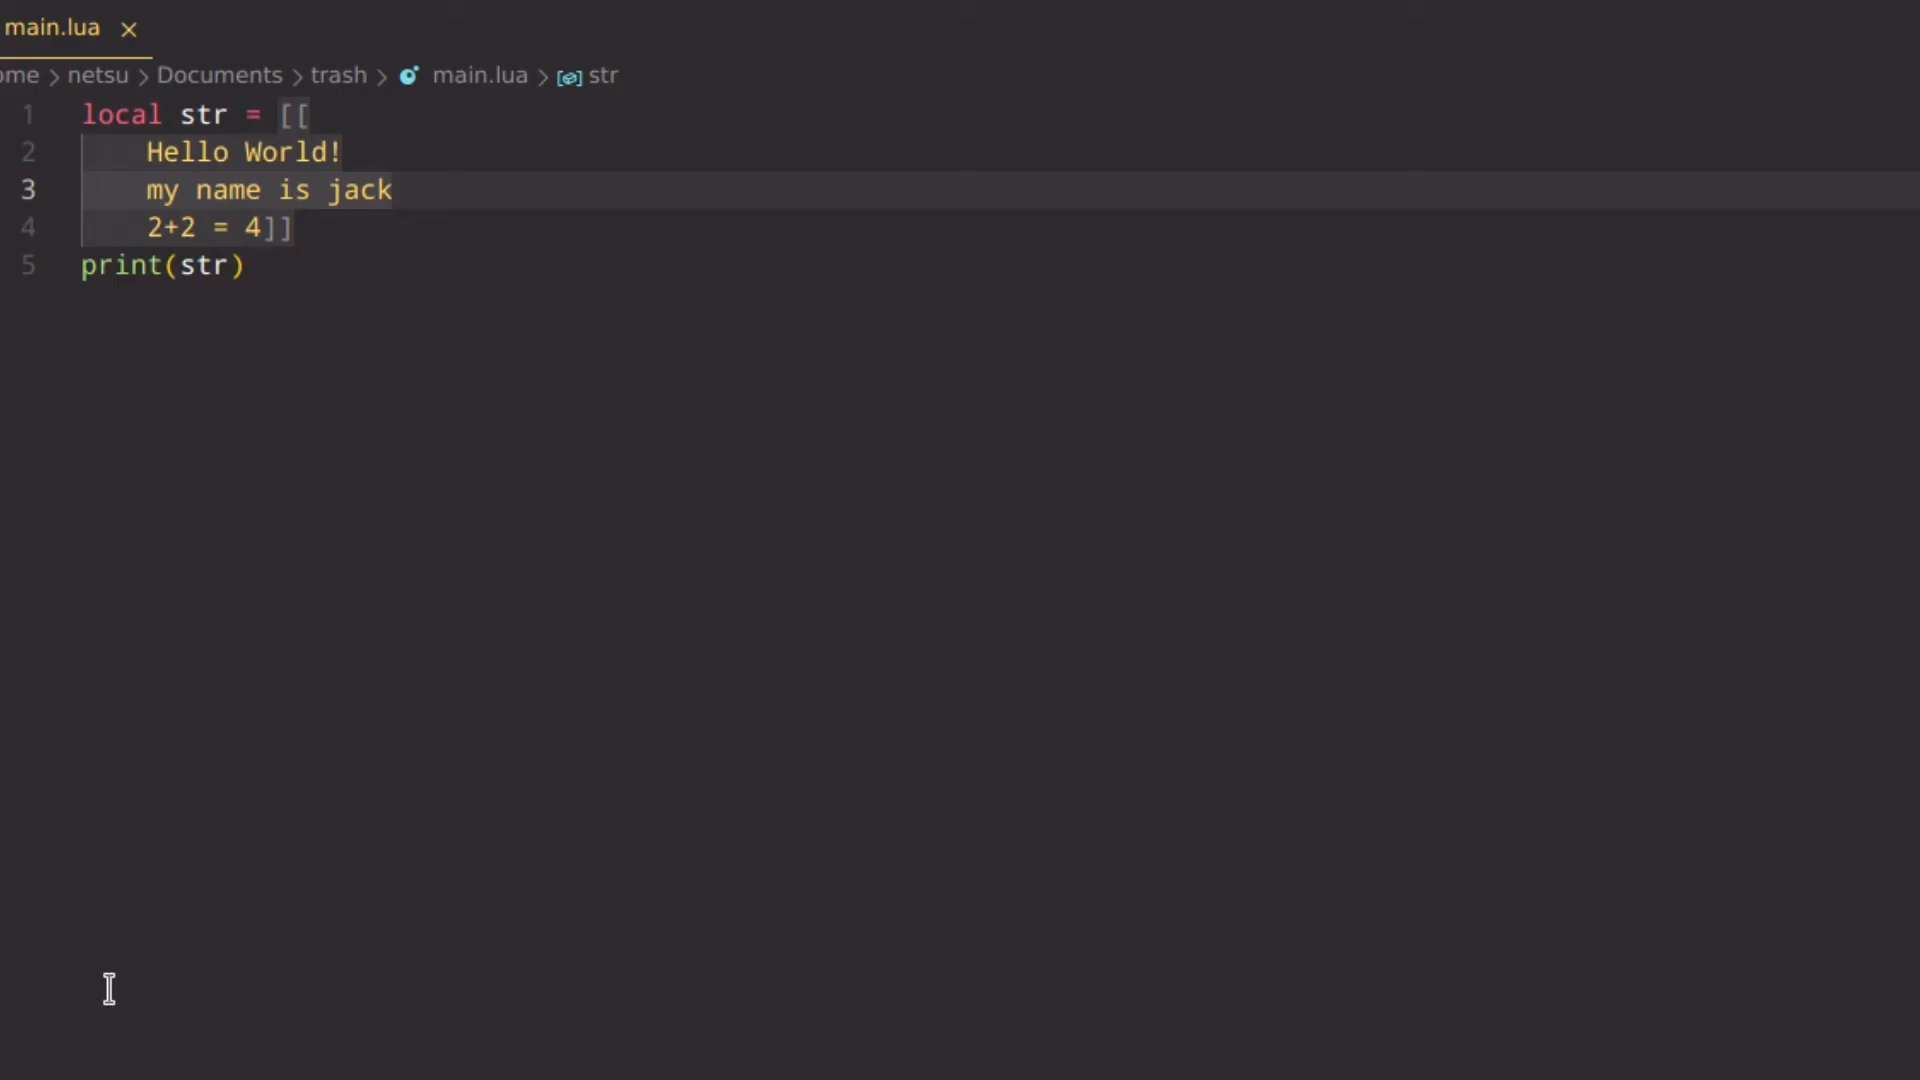 main.lua ×
ome > netsu > Documents > trash > main.lua > str
1 local str = [[
2     Hello World!
3     my name is jack
4     2+2 = 4]]
5 print(str)